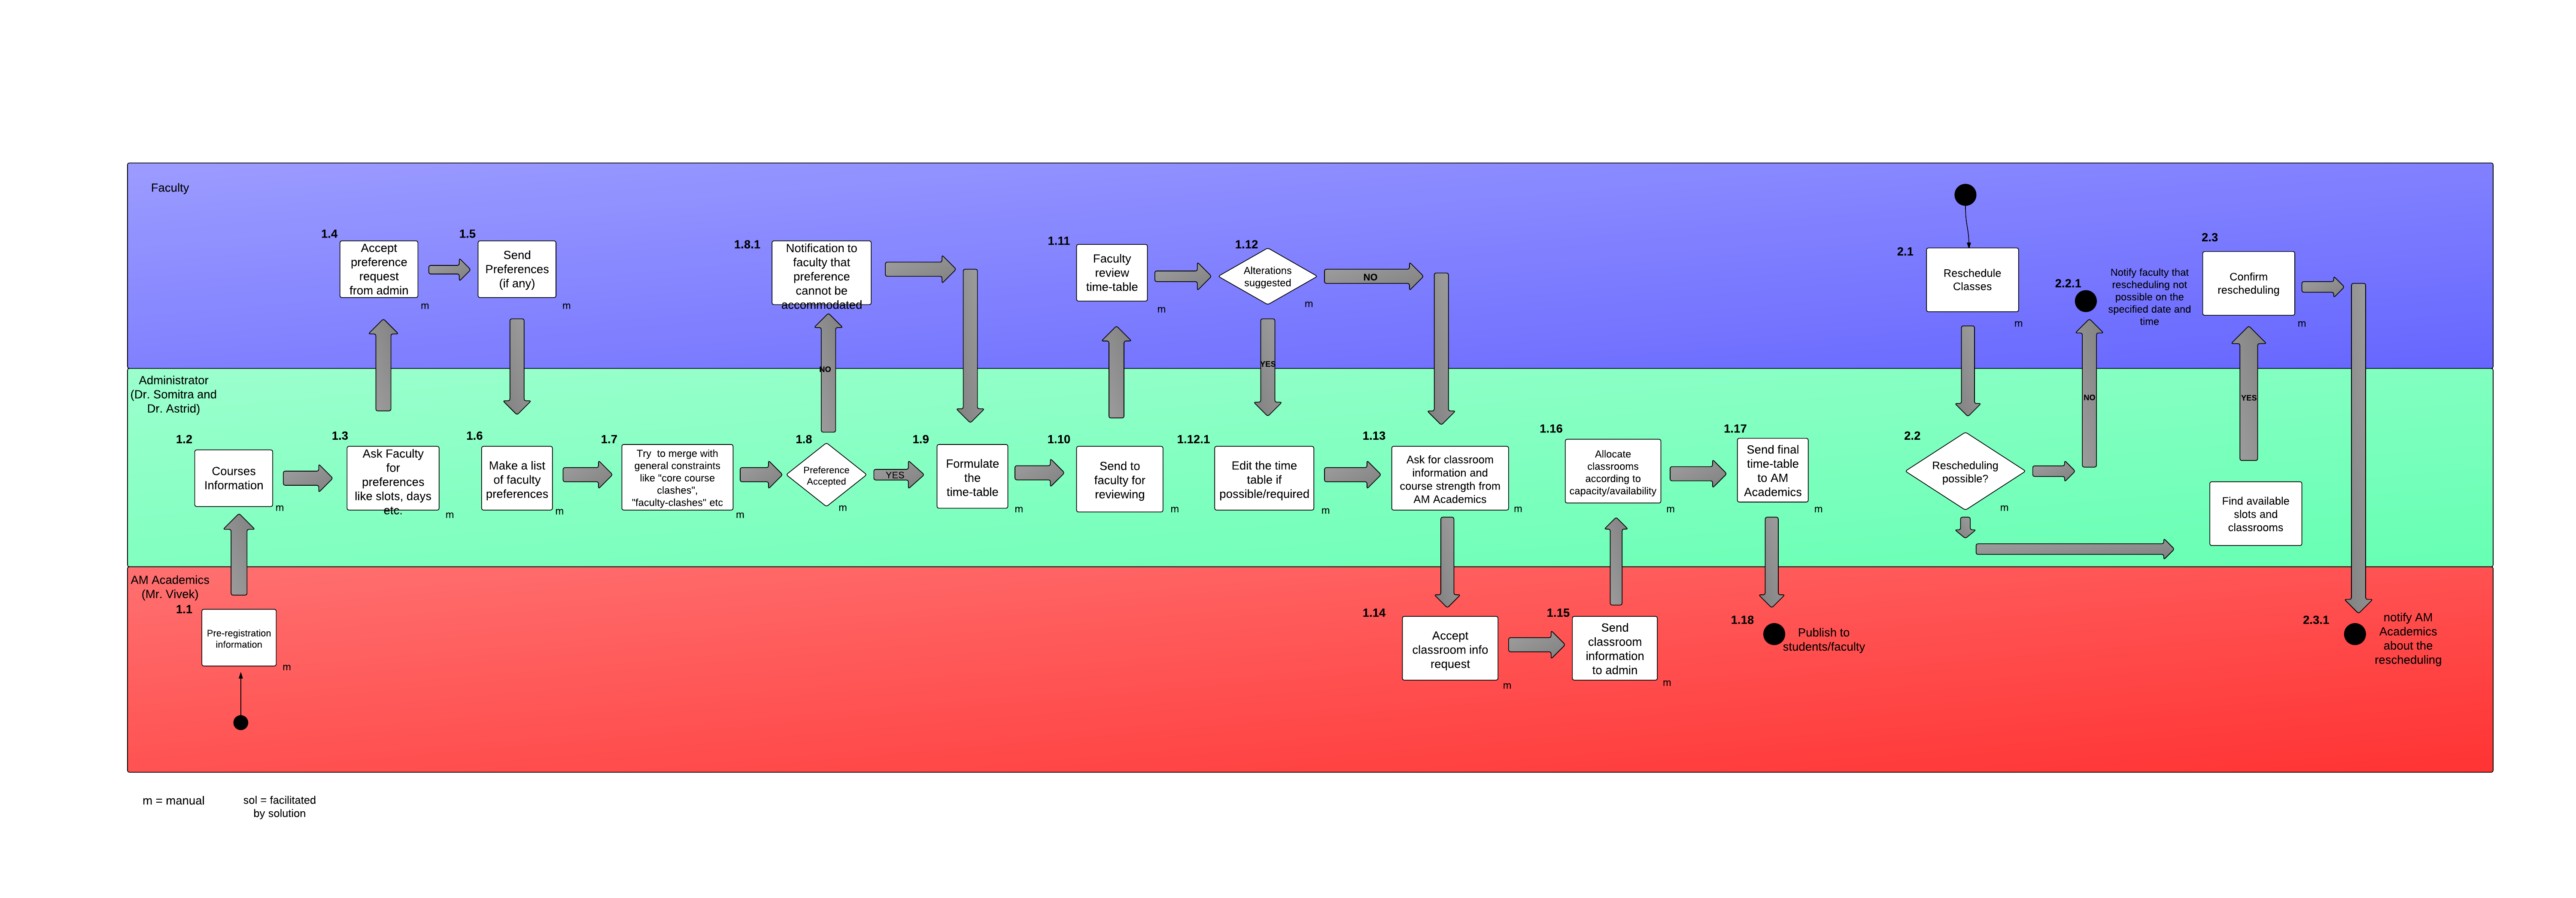 Faculty
1.4
Accept
preference
request
from admin
m
1.5
Send
Preferences
(if any)
m
1.8.1
Notification to
faculty that
preference
cannot be
accommodated
1.11
Faculty
review
time-table
m
1.12
Alterations
suggested
m
NO
YES
NO
2.1
Reschedule
Classes
m
2.2.1
Notify faculty that
rescheduling not
possible on the
specified date and
time
2.3
Confirm
rescheduling
m
NO
YES
Administrator
(Dr. Somitra and
Dr. Astrid)
1.2
Courses
Information
m
1.3
Ask Faculty
for
preferences
like slots, days
etc.
m
1.6
Make a list
of faculty
preferences
m
1.7
Try to merge with
general constraints
like "core course
clashes",
"faculty-clashes" etc
m
1.8
Preference
Accepted
m
YES
1.9
Formulate
the
time-table
m
1.10
Send to
faculty for
reviewing
m
1.12.1
Edit the time
table if
possible/required
m
1.13
Ask for classroom
information and
course strength from
AM Academics
m
1.16
Allocate
classrooms
according to
capacity/availability
m
1.17
Send final
time-table
to AM
Academics
m
2.2
Rescheduling
possible?
m
Find available
slots and
classrooms
AM Academics
(Mr. Vivek)
1.1
Pre-registration
information
m
1.14
Accept
classroom info
request
m
1.15
Send
classroom
information
to admin
m
1.18
Publish to
students/faculty
2.3.1
notify AM
Academics
about the
rescheduling
m = manual
sol = facilitated
by solution